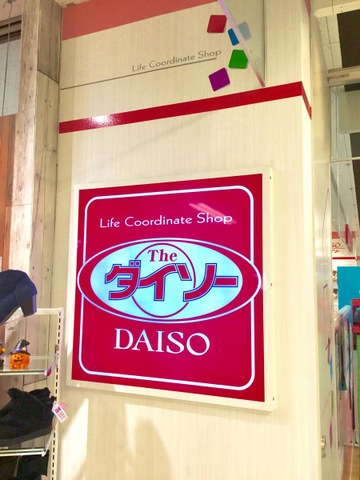 Life Coordinate Shop
Life Coordinate Shop
The
ダイソー
DAISO